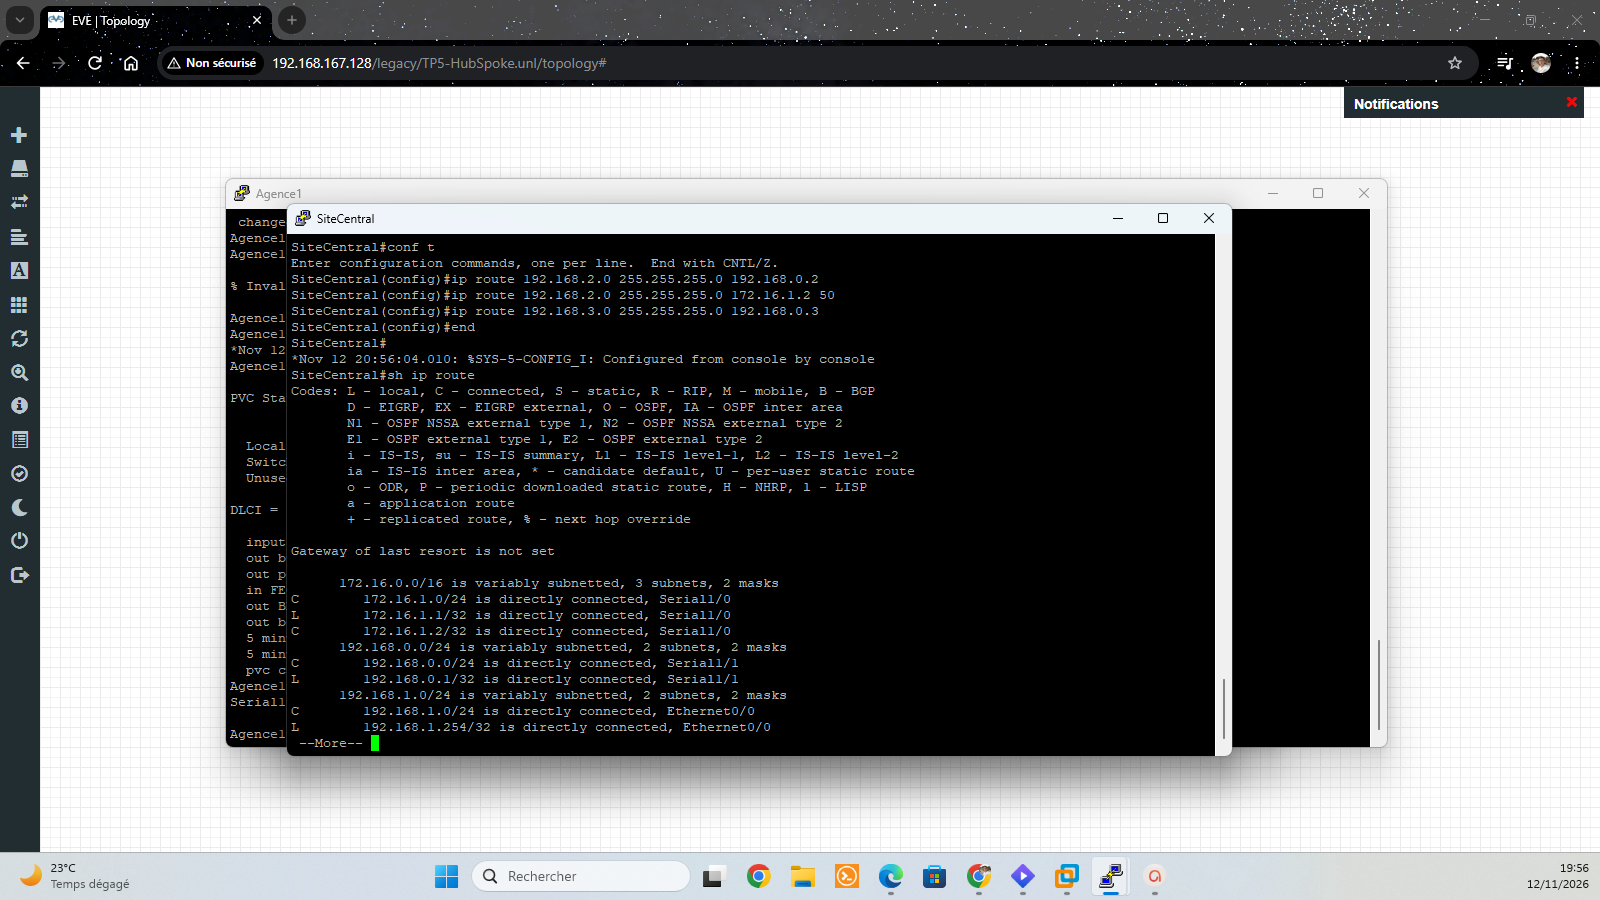 EVE | Topology
Non sécurisé
192.168.167.128/legacy/TP5-HubSpoke.unl/topology#
Notifications
Agence1
change
Agence1
Agence1
% Inval
Agence1
Agence1
*Nov 12
Agence1
PVC Sta
Local
Switc
Unuse
DLCI =
input
out b
out p
in FE
out B
out b
5 min
5 min
pvc c
Agence1
Serial1
Agence1
SiteCentral
SiteCentral#conf t
Enter configuration commands, one per line.  End with CNTL/Z.
SiteCentral(config)#ip route 192.168.2.0 255.255.255.0 192.168.0.2
SiteCentral(config)#ip route 192.168.2.0 255.255.255.0 172.16.1.2 50
SiteCentral(config)#ip route 192.168.3.0 255.255.255.0 192.168.0.3
SiteCentral(config)#end
SiteCentral#
*Nov 12 20:56:04.010: %SYS-5-CONFIG_I: Configured from console by console
SiteCentral#sh ip route
Codes: L - local, C - connected, S - static, R - RIP, M - mobile, B - BGP
D - EIGRP, EX - EIGRP external, O - OSPF, IA - OSPF inter area
N1 - OSPF NSSA external type 1, N2 - OSPF NSSA external type 2
E1 - OSPF external type 1, E2 - OSPF external type 2
i - IS-IS, su - IS-IS summary, L1 - IS-IS level-1, L2 - IS-IS level-2
ia - IS-IS inter area, * - candidate default, U - per-user static route
o - ODR, P - periodic downloaded static route, H - NHRP, l - LISP
a - application route
+ - replicated route, % - next hop override
Gateway of last resort is not set
172.16.0.0/16 is variably subnetted, 3 subnets, 2 masks
C        172.16.1.0/24 is directly connected, Serial1/0
L        172.16.1.1/32 is directly connected, Serial1/0
C        172.16.1.2/32 is directly connected, Serial1/0
192.168.0.0/24 is variably subnetted, 2 subnets, 2 masks
C        192.168.0.0/24 is directly connected, Serial1/1
L        192.168.0.1/32 is directly connected, Serial1/1
192.168.1.0/24 is variably subnetted, 2 subnets, 2 masks
C        192.168.1.0/24 is directly connected, Ethernet0/0
L        192.168.1.254/32 is directly connected, Ethernet0/0
--More--
23°C
Temps dégagé
Rechercher
19:56
12/11/2026